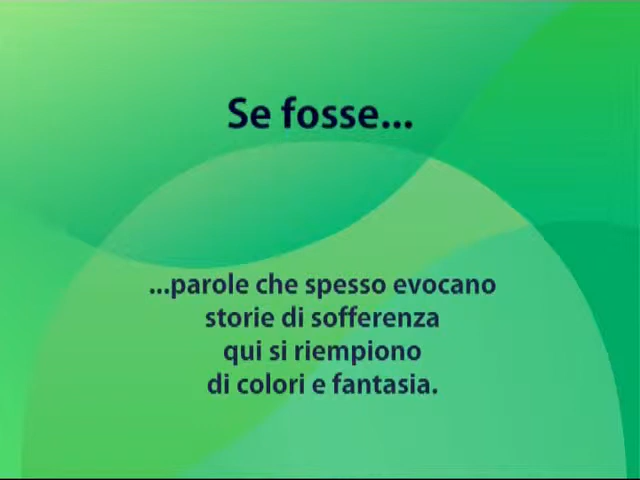 Se fosse...
...parole che spesso evocano
storie di sofferenza
qui si riempiono
di colori e fantasia.